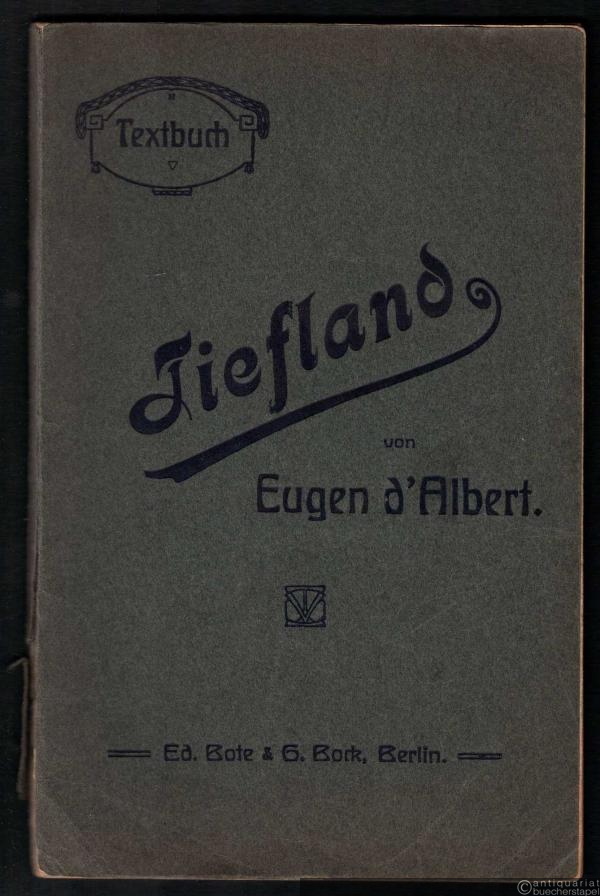 Textbuch
Tiefland
von
Eugen d'Albert.
Ed. Bote & G. Bock, Berlin.
©antiquariat
buecherstapel